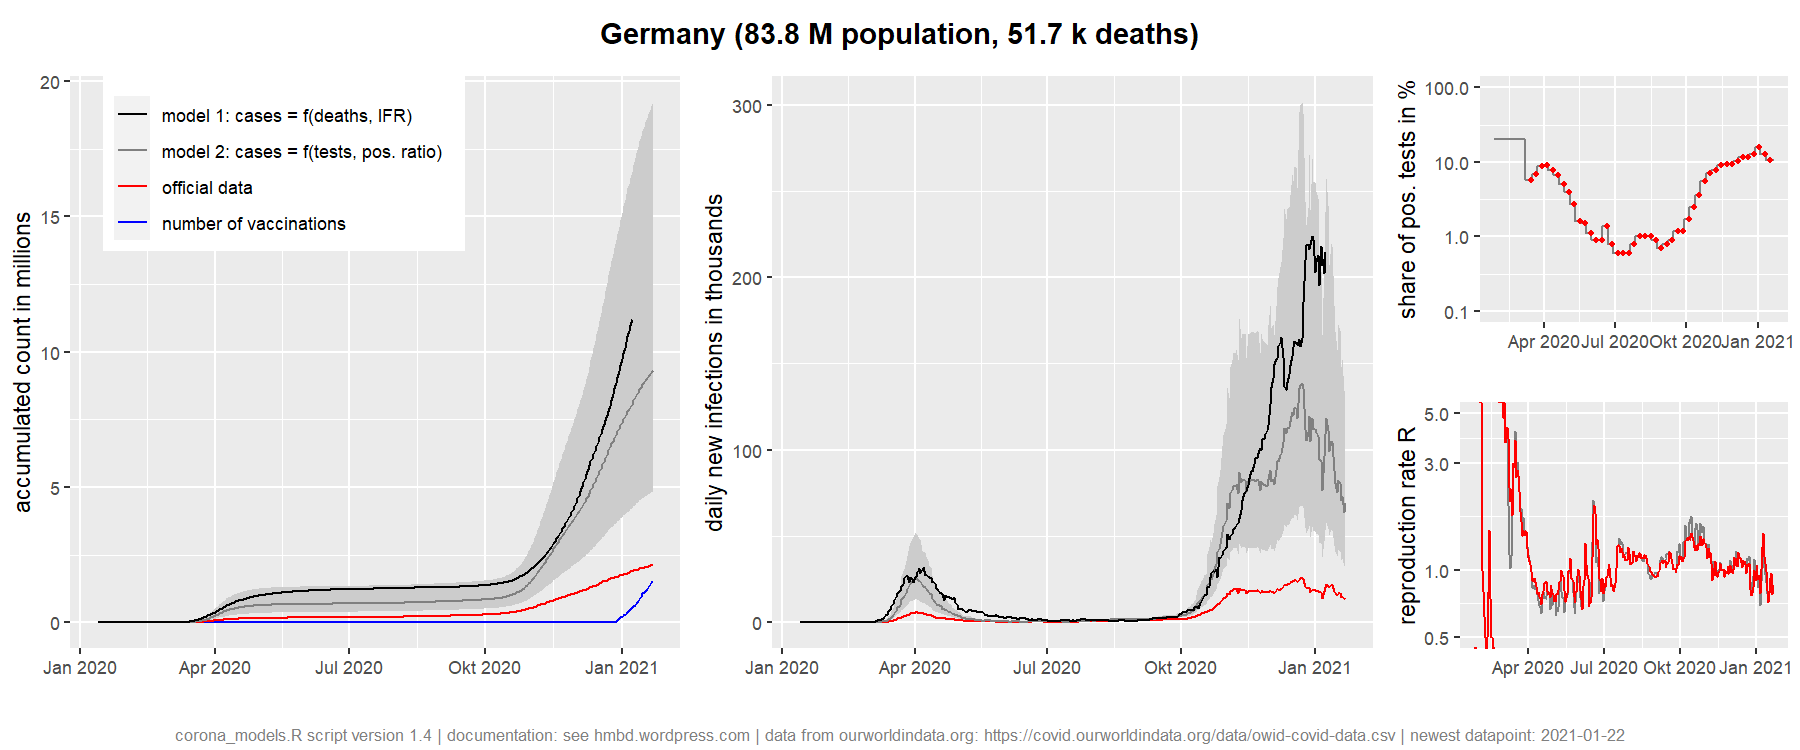 Germany (83.8 M population, 51.7 k deaths)
accumulated count in millions
20
15
10
5
0
model 1: cases = f(deaths, IFR)
model 2: cases = f(tests, pos. ratio)
official data
number of vaccinations
Jan 2020 Apr 2020 Jul 2020 Okt 2020 Jan 2021
daily new infections in thousands
300
200
100
0
Jan 2020 Apr 2020 Jul 2020 Okt 2020 Jan 2021
share of pos. tests in %
100.0
10.0
1.0
0.1
Apr 2020 Jul 2020 Okt 2020 Jan 2021
reproduction rate R
5.0
3.0
1.0
0.5
Apr 2020 Jul 2020 Okt 2020 Jan 2021
corona_models.R script version 1.4 | documentation: see hmbd.wordpress.com | data from ourworldindata.org: https://covid.ourworldindata.org/data/owid-covid-data.csv | newest datapoint: 2021-01-22